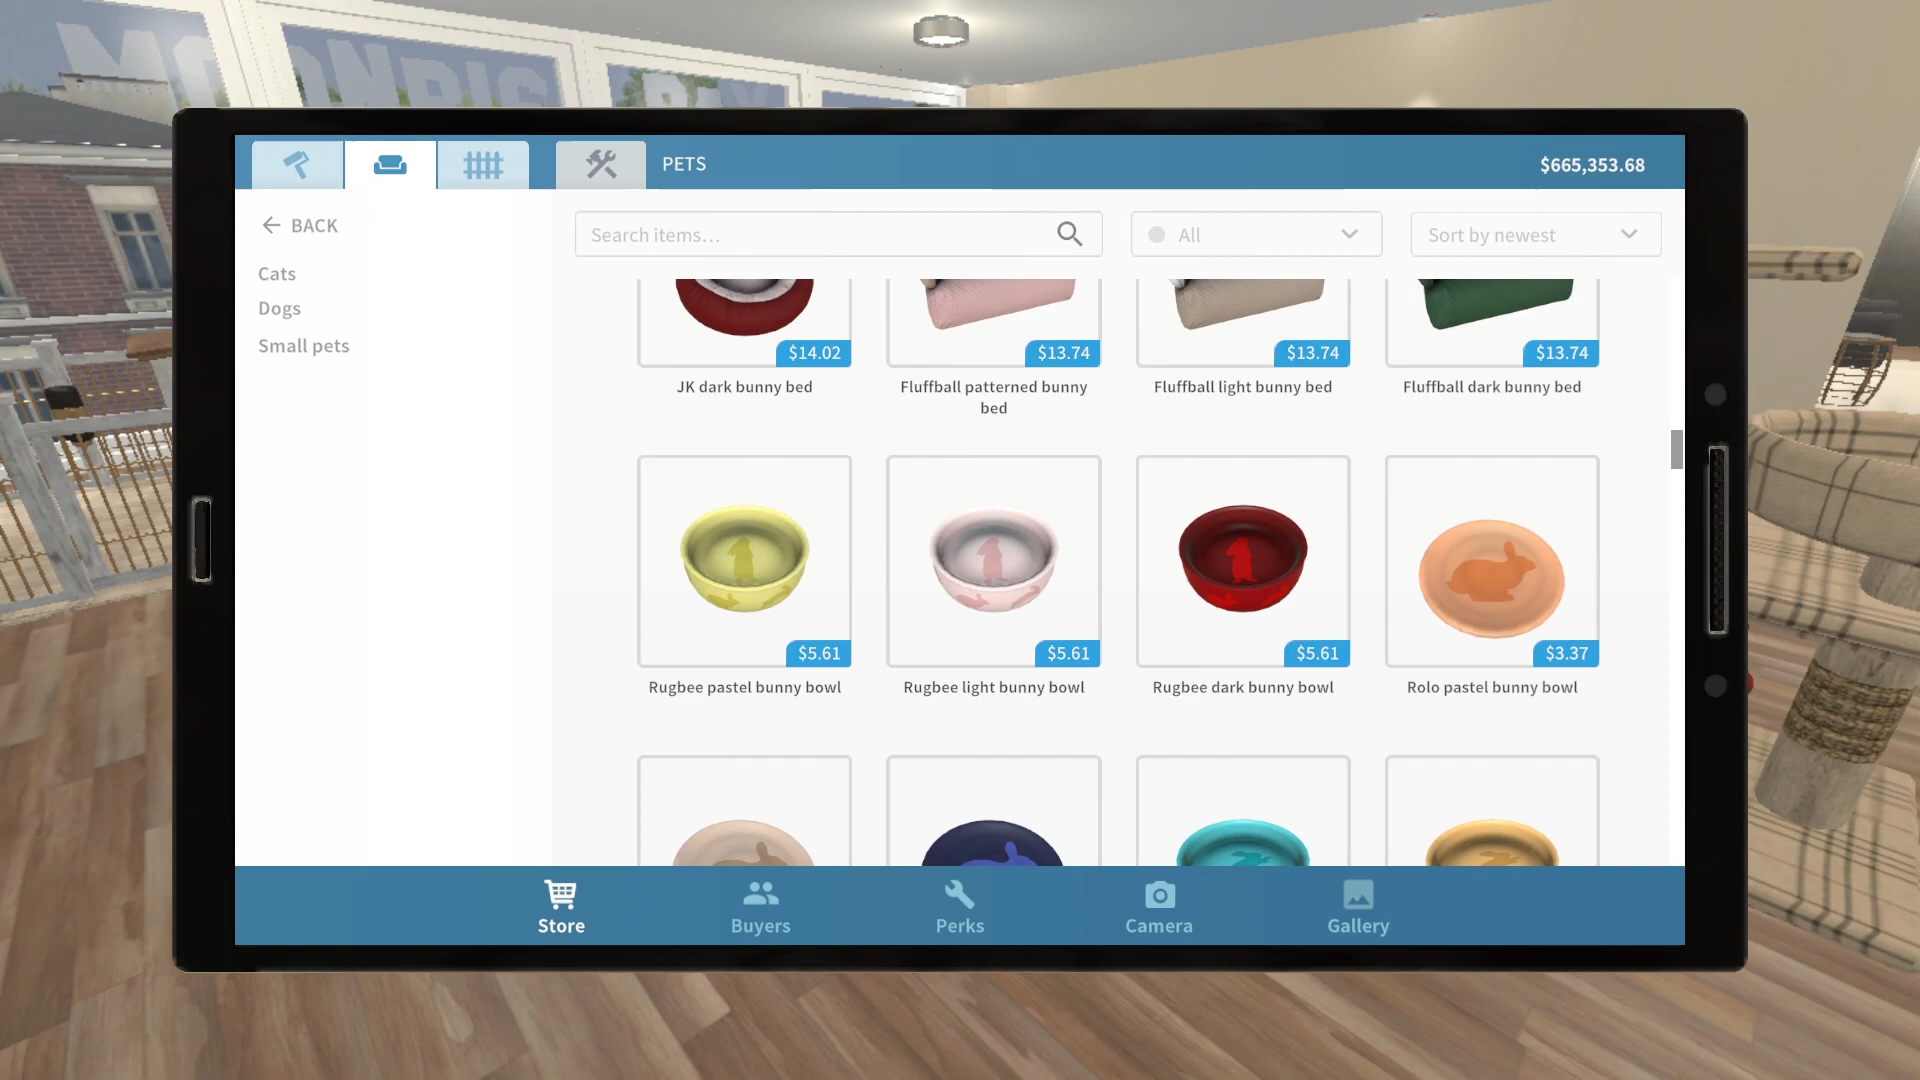 MOONRISE BAY
PETS
$665,353.68
BACK
Search items...
All
Sort by newest
Cats
Dogs
Small pets
$14.02
$13.74
$13.74
$13.74
JK dark bunny bed
Fluffball patterned bunny
bed
Fluffball light bunny bed
Fluffball dark bunny bed
$5.61
$5.61
$5.61
$3.37
Rugbee pastel bunny bowl
Rugbee light bunny bowl
Rugbee dark bunny bowl
Rolo pastel bunny bowl
Store
Buyers
Perks
Camera
Gallery